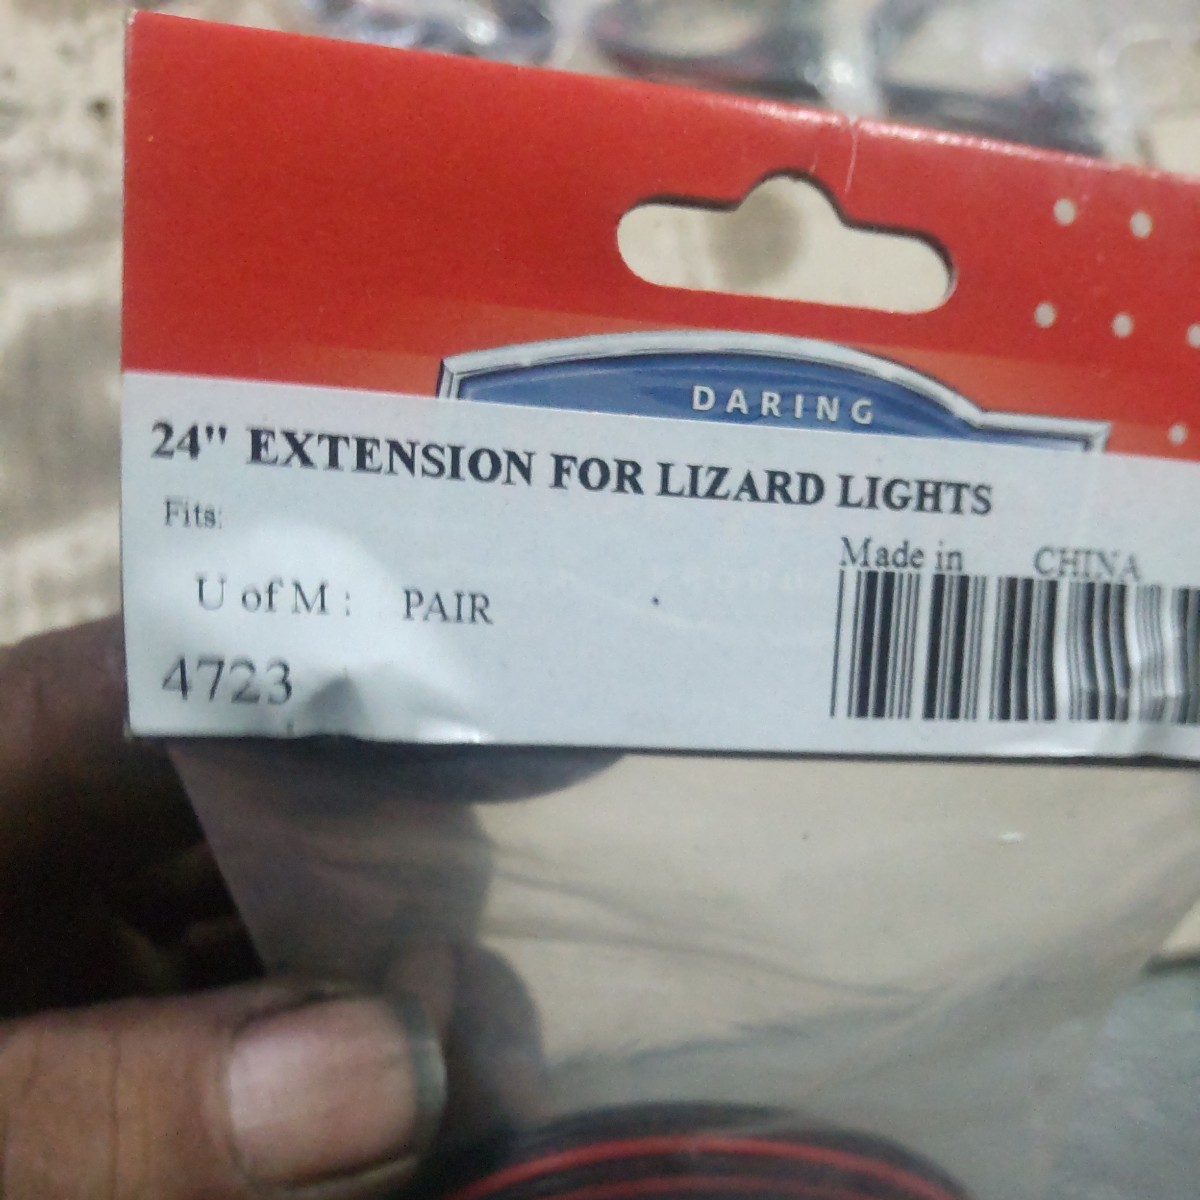 DARING
24" EXTENSION FOR LIZARD LIGHTS
Fits:
Made in CHINA
U of M : PAIR
4723